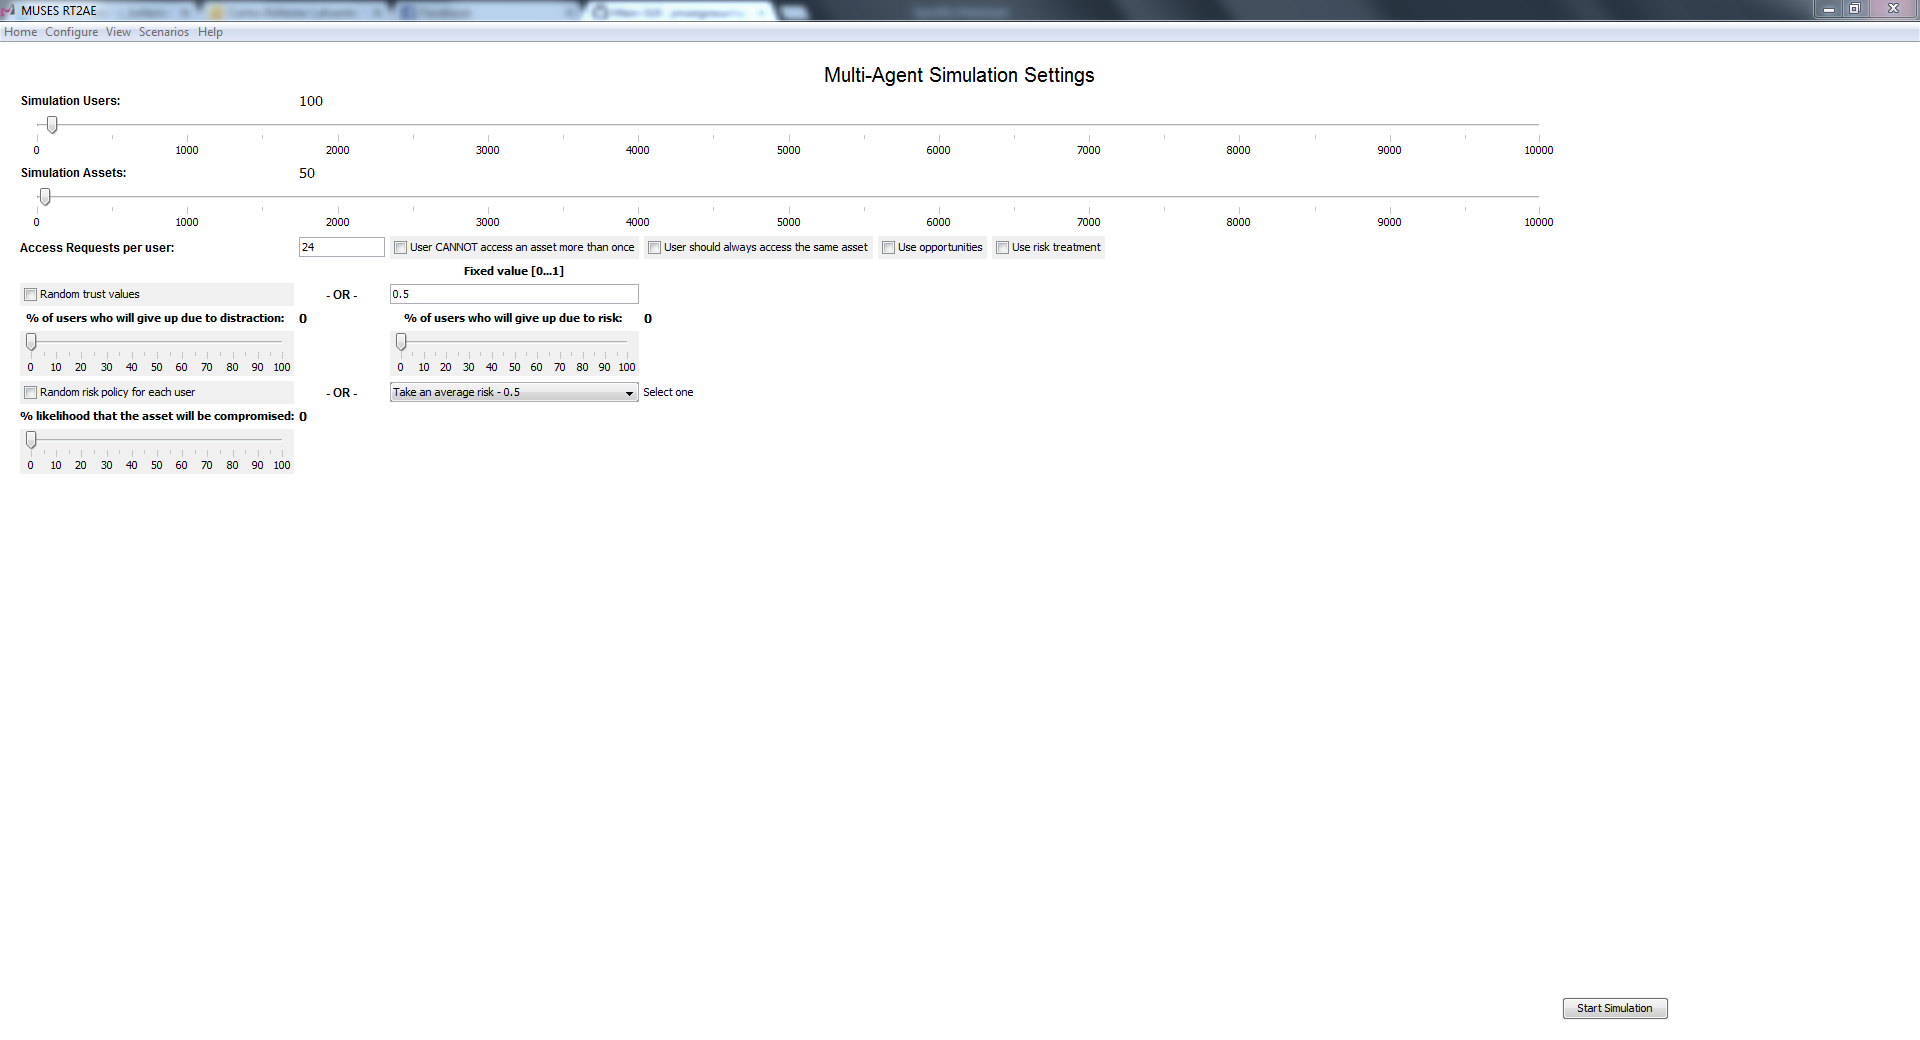 MUSES RT2AE
Home Configure View Scenarios Help
Multi-Agent Simulation Settings
Simulation Users: 100
0 1000 2000 3000 4000 5000 6000 7000 8000 9000 10000
Simulation Assets: 50
0 1000 2000 3000 4000 5000 6000 7000 8000 9000 10000
Access Requests per user: 24 User CANNOT access an asset more than once User should always access the same asset Use opportunities Use risk treatment
Fixed value [0...1]
Random trust values - OR - 0.5
% of users who will give up due to distraction: 0 % of users who will give up due to risk: 0
0 10 20 30 40 50 60 70 80 90 100 0 10 20 30 40 50 60 70 80 90 100
Random risk policy for each user - OR - Take an average risk - 0.5 Select one
% likelihood that the asset will be compromised: 0
0 10 20 30 40 50 60 70 80 90 100
Start Simulation